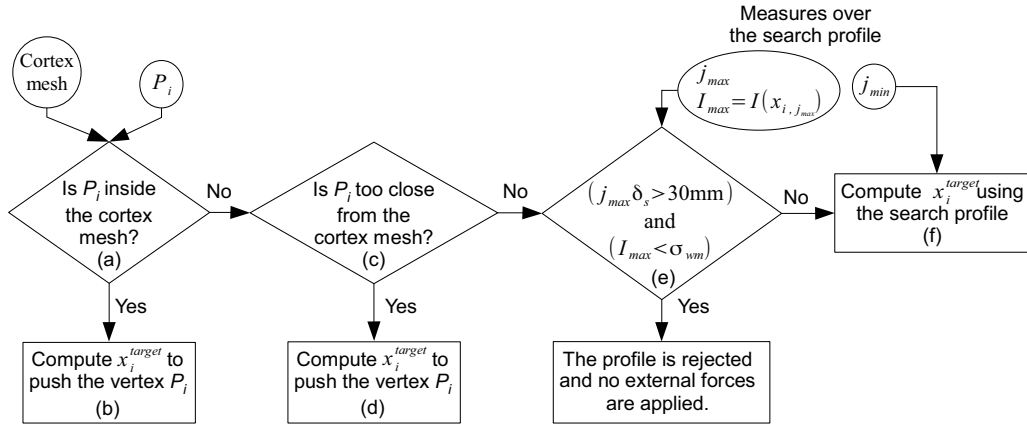 Measures over
the search profile
Cortex
mesh
P_i
j_max
I_max = I(x_i,j_max)
j_min
Is P_i inside
the cortex
mesh?
(a)
No
Is P_i too close
from the
cortex mesh?
(c)
No
(j_max δ_s > 30mm)
and
(I_max < σ_wm)
(e)
No
Compute x_i^target using
the search profile
(f)
Yes
Yes
Yes
Compute x_i^target to
push the vertex P_i
(b)
Compute x_i^target to
push the vertex P_i
(d)
The profile is rejected
and no external forces
are applied.